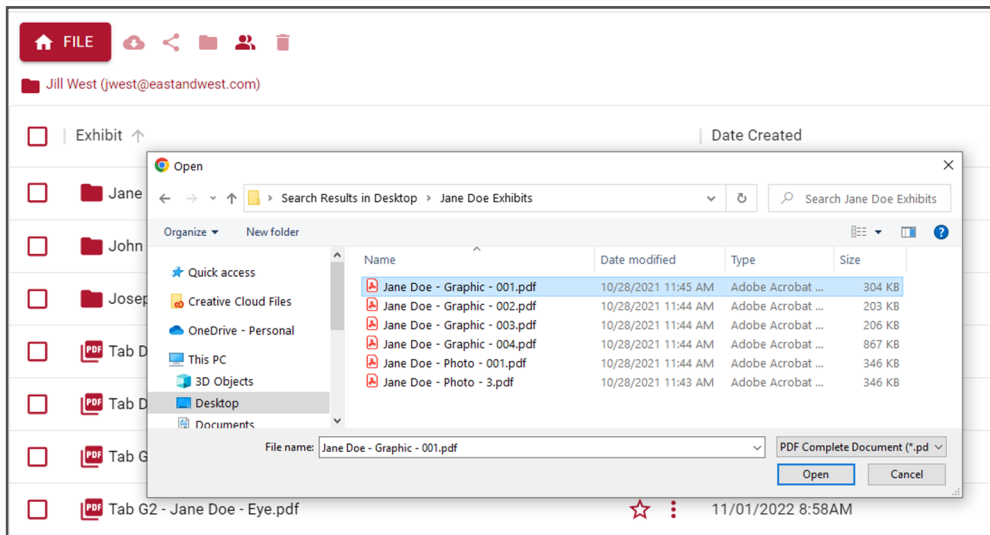 FILE
Jill West (jwest@eastandwest.com)
Exhibit Date Created
Open
Jane
Search Results in Desktop Jane Doe Exhibits Search Jane Doe Exhibits
Organize New folder
John
Name Date modified Type Size
Quick access
Jane Doe - Graphic - 001.pdf 10/28/2021 11:45 AM Adobe Acrobat ... 304 KB
Creative Cloud Files
Josep
Jane Doe - Graphic - 002.pdf 10/28/2021 11:44 AM Adobe Acrobat ... 203 KB
Jane Doe - Graphic - 003.pdf 10/28/2021 11:44 AM Adobe Acrobat ... 206 KB
OneDrive - Personal
Jane Doe - Graphic - 004.pdf 10/28/2021 11:44 AM Adobe Acrobat ... 867 KB
PDF Tab D
This PC
Jane Doe - Photo - 001.pdf 10/28/2021 11:44 AM Adobe Acrobat ... 346 KB
3D Objects
Jane Doe - Photo - 3.pdf 10/28/2021 11:43 AM Adobe Acrobat ... 346 KB
PDF Tab D
Desktop
Documents
File name: Jane Doe - Graphic - 001.pdf PDF Complete Document (*.pd
PDF Tab G
Open Cancel
PDF Tab G2 - Jane Doe - Eye.pdf 11/01/2022 8:58AM